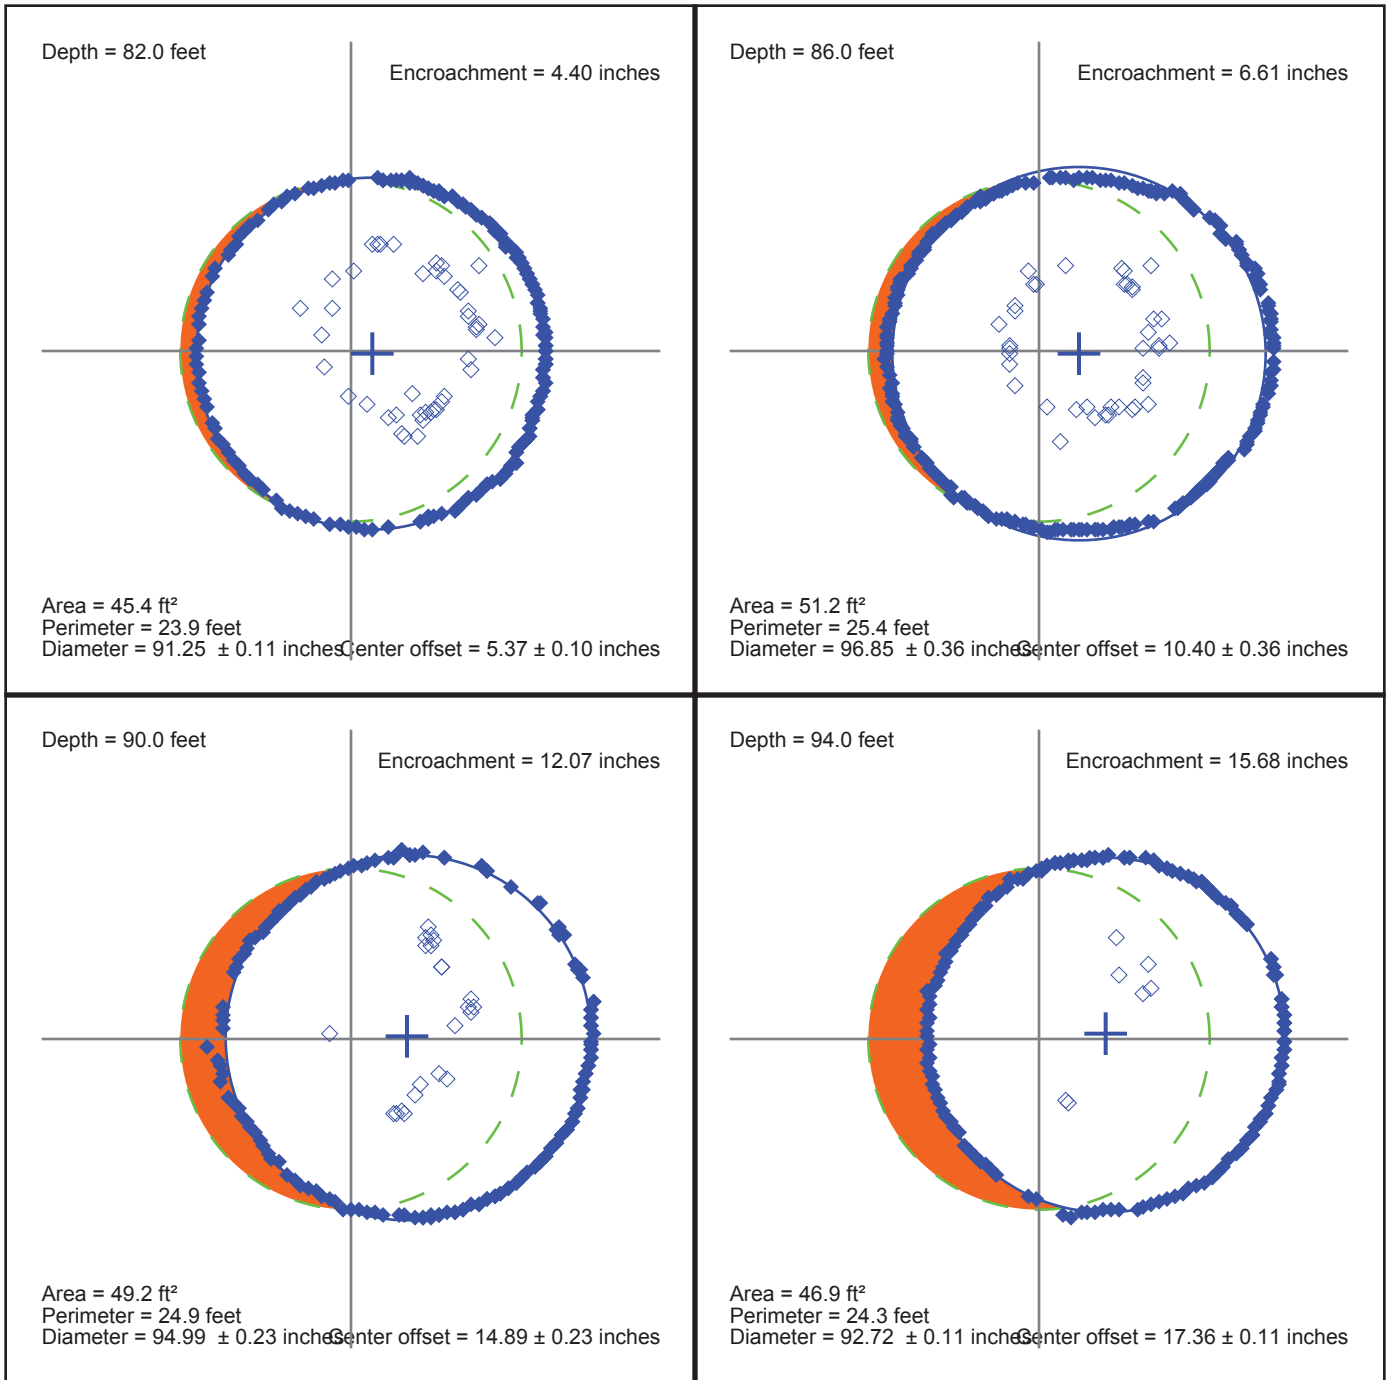 Depth = 82.0 feet
Encroachment = 4.40 inches
Area = 45.4 ft²
Perimeter = 23.9 feet
Diameter = 91.25 ± 0.11 inches
Center offset = 5.37 ± 0.10 inches
Depth = 86.0 feet
Encroachment = 6.61 inches
Area = 51.2 ft²
Perimeter = 25.4 feet
Diameter = 96.85 ± 0.36 inches
Center offset = 10.40 ± 0.36 inches
Depth = 90.0 feet
Encroachment = 12.07 inches
Area = 49.2 ft²
Perimeter = 24.9 feet
Diameter = 94.99 ± 0.23 inches
Center offset = 14.89 ± 0.23 inches
Depth = 94.0 feet
Encroachment = 15.68 inches
Area = 46.9 ft²
Perimeter = 24.3 feet
Diameter = 92.72 ± 0.11 inches
Center offset = 17.36 ± 0.11 inches